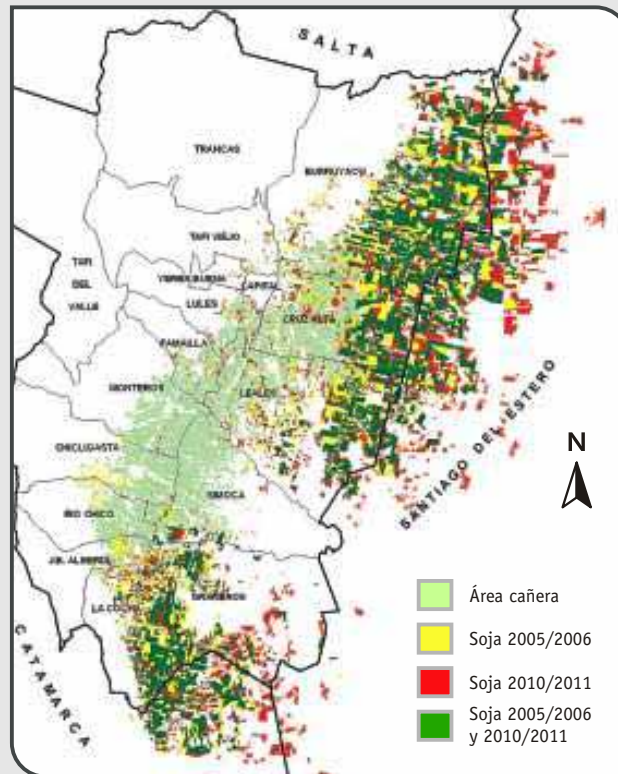 SALTA
TRANCAS
BURRUYACU
TAFI VIEJO
TAFI
DEL
VALLE
YERBA BUENA
CAPITAL
LULES
CRUZ ALTA
FAMAILLA
MONTEROS
LEALES
CHICLIGASTA
SIMOCA
RIO CHICO
J.B. ALBERDI
LA COCHA
GRANEROS
SANTIAGO DEL ESTERO
CATAMARCA
N
Área cañera
Soja 2005/2006
Soja 2010/2011
Soja 2005/2006
y 2010/2011